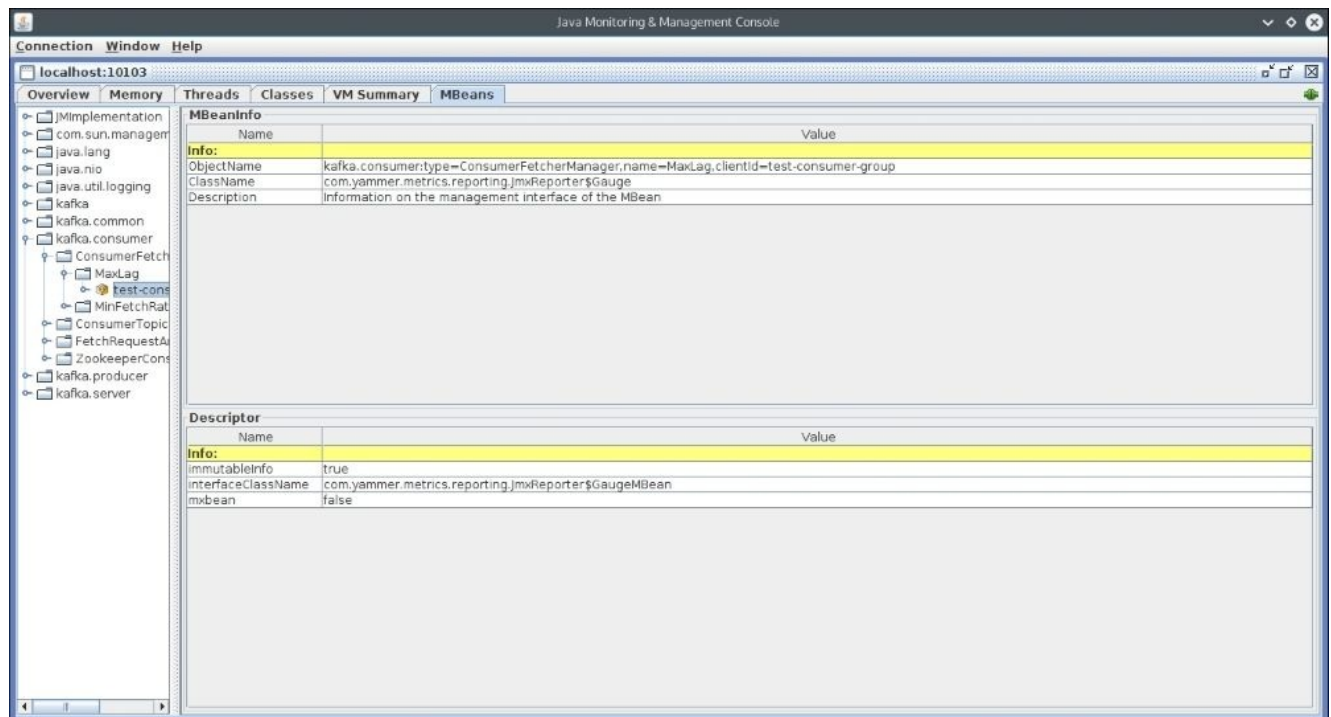 Java Monitoring & Management Console
Connection Window Help
localhost:10103
Overview Memory Threads Classes VM Summary MBeans
JMImplementation
com.sun.managem
java.lang
java.nio
java.util.logging
kafka
kafka.common
kafka.consumer
ConsumerFetch
MaxLag
test-cons
MinFetchRat
ConsumerTopic
FetchRequestA
ZookeeperCons
kafka.producer
kafka.server
MBeanInfo
Name Value
Info:
ObjectName kafka.consumer:type=ConsumerFetcherManager,name=MaxLag,clientId=test-consumer-group
ClassName com.yammer.metrics.reporting.JmxReporter$Gauge
Description Information on the management interface of the MBean
Descriptor
Name Value
Info:
immutableInfo true
interfaceClassName com.yammer.metrics.reporting.JmxReporter$GaugeMBean
mxbean false